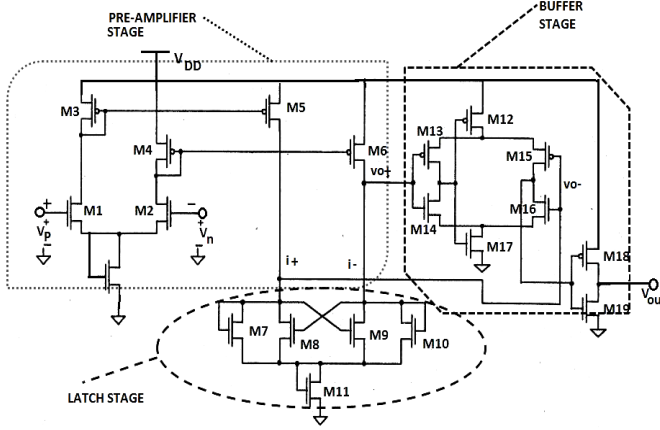 PRE-AMPLIFIER
STAGE
BUFFER
STAGE
VDD
M3
M5
M12
M4
M6
M13
M15
vo+
vo-
M1
M2
M16
M14
+
Vp
+
-
-
+
Vn
-
M17
M18
i+
i-
Vou
M19
M7
M8
M9
M10
M11
LATCH STAGE